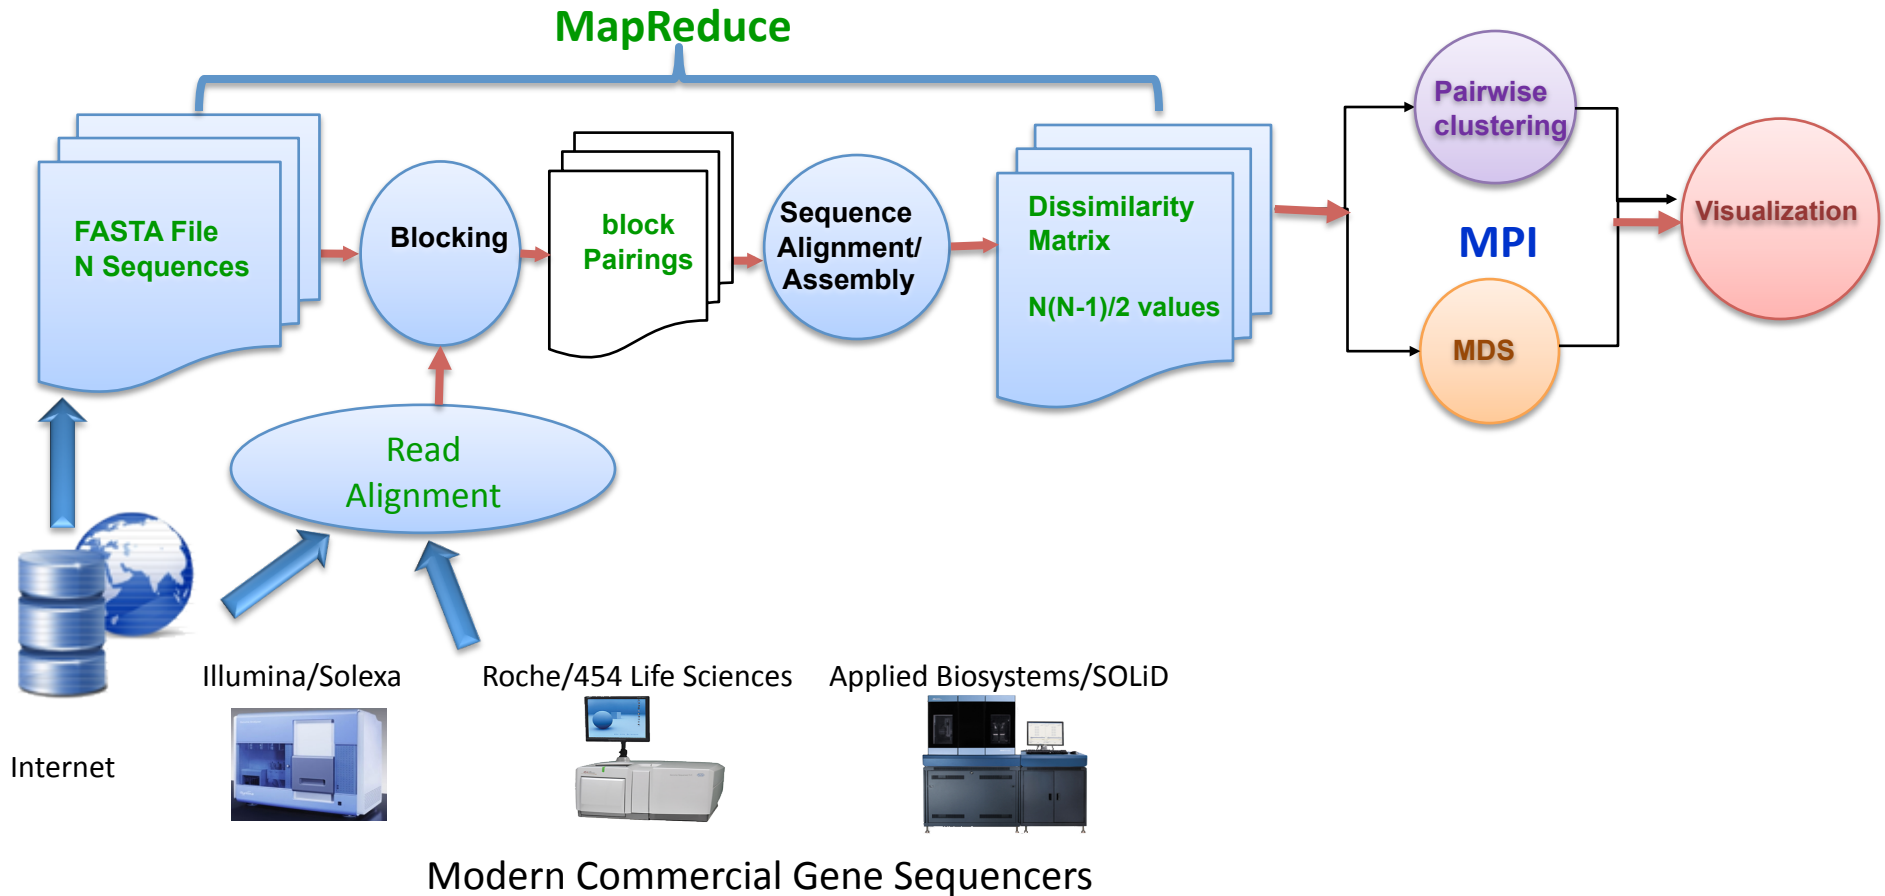 MapReduce
FASTA File
N Sequences
Blocking
block
Pairings
Sequence
Alignment/
Assembly
Dissimilarity
Matrix
N(N-1)/2 values
Pairwise
clustering
MPI
MDS
Visualization
Read
Alignment
Internet
Illumina/Solexa
Roche/454 Life Sciences
Applied Biosystems/SOLiD
Modern Commercial Gene Sequencers